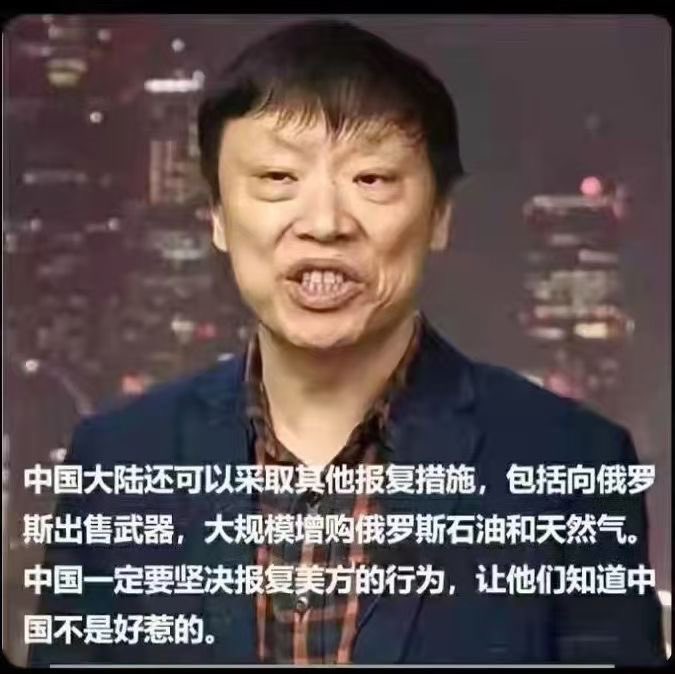 中国大陆还可以采取其他报复措施，包括向俄罗
斯出售武器，大规模增购俄罗斯石油和天然气。
中国一定要坚决报复美方的行为，让他们知道中
国不是好惹的。